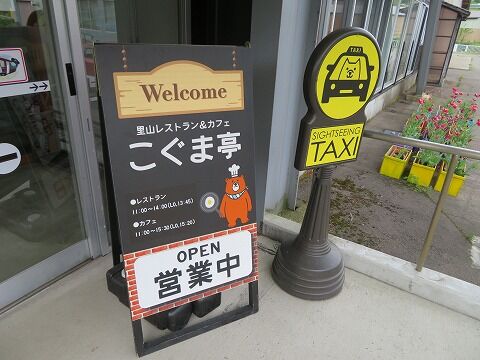 Welcome
里山レストラン&カフェ
こぐま亭
●レストラン
11:00〜14:00(L.O.13:45)
●カフェ
11:00〜15:30(L.O.15:20)
OPEN
営業中
TAXI
SIGHTSEEING
TAXI